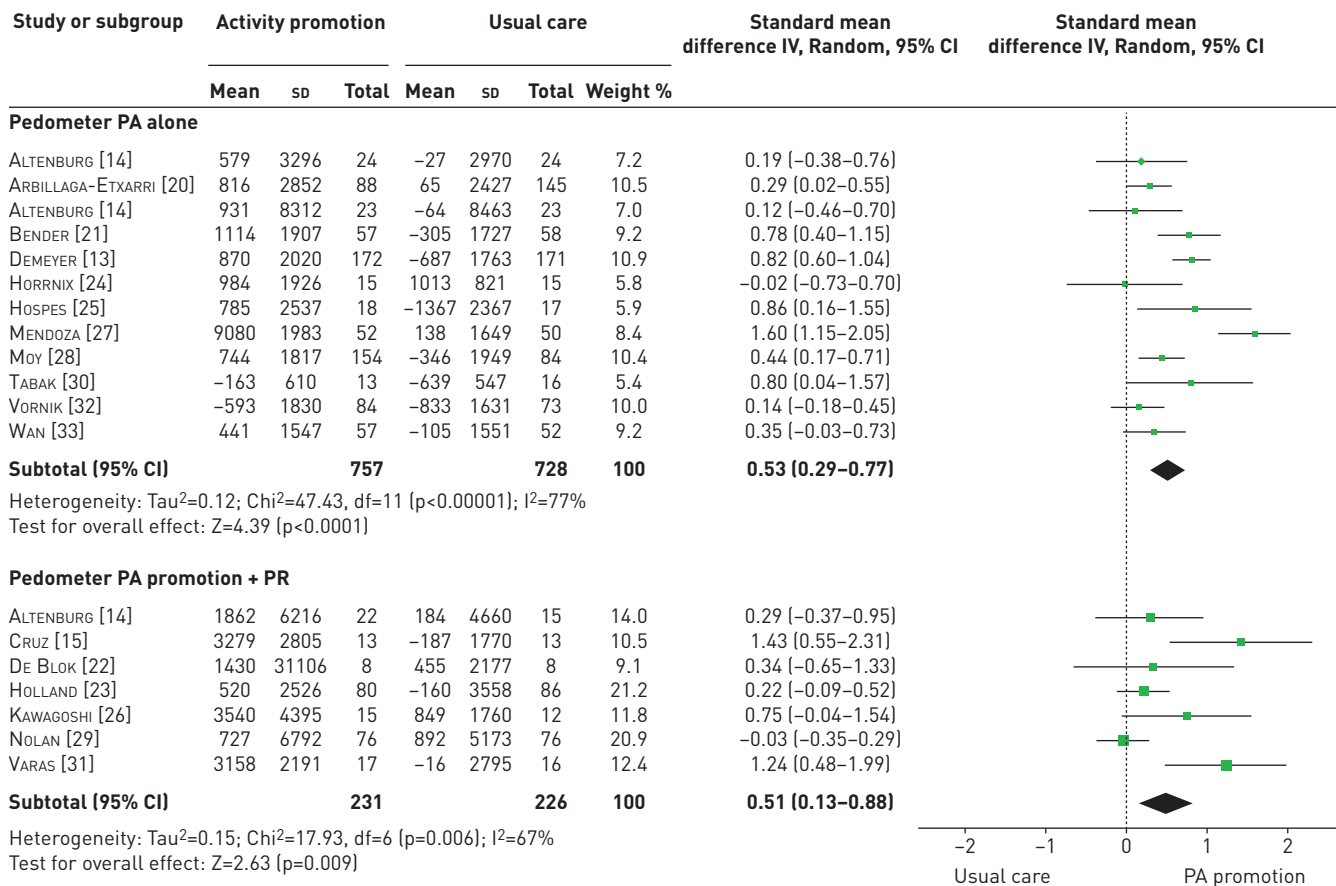 Study or subgroup Activity promotion Usual care Standard mean difference IV, Random, 95% CI Standard mean difference IV, Random, 95% CI
Mean SD Total Mean SD Total Weight %
Pedometer PA alone
ALTENBURG [14] 579 3296 24 −27 2970 24 7.2 0.19 (−0.38–0.76)
ARBILLAGA-ETXARRI [20] 816 2852 88 65 2427 145 10.5 0.29 (0.02–0.55)
ALTENBURG [14] 931 8312 23 −64 8463 23 7.0 0.12 (−0.46–0.70)
BENDER [21] 1114 1907 57 −305 1727 58 9.2 0.78 (0.40–1.15)
DEMEYER [13] 870 2020 172 −687 1763 171 10.9 0.82 (0.60–1.04)
HORRNIX [24] 984 1926 15 1013 821 15 5.8 −0.02 (−0.73–0.70)
HOSPES [25] 785 2537 18 −1367 2367 17 5.9 0.86 (0.16–1.55)
MENDOZA [27] 9080 1983 52 138 1649 50 8.4 1.60 (1.15–2.05)
MOY [28] 744 1817 154 −346 1949 84 10.4 0.44 (0.17–0.71)
TABAK [30] −163 610 13 −639 547 16 5.4 0.80 (0.04–1.57)
VORNIK [32] −593 1830 84 −833 1631 73 10.0 0.14 (−0.18–0.45)
WAN [33] 441 1547 57 −105 1551 52 9.2 0.35 (−0.03–0.73)
Subtotal (95% CI) 757 728 100 0.53 (0.29–0.77)
Heterogeneity: Tau²=0.12; Chi²=47.43, df=11 (p<0.00001); I²=77%
Test for overall effect: Z=4.39 (p<0.0001)
Pedometer PA promotion + PR
ALTENBURG [14] 1862 6216 22 184 4660 15 14.0 0.29 (−0.37–0.95)
CRUZ [15] 3279 2805 13 −187 1770 13 10.5 1.43 (0.55–2.31)
DE BLOK [22] 1430 31106 8 455 2177 8 9.1 0.34 (−0.65–1.33)
HOLLAND [23] 520 2526 80 −160 3558 86 21.2 0.22 (−0.09–0.52)
KAWAGOSHI [26] 3540 4395 15 849 1760 12 11.8 0.75 (−0.04–1.54)
NOLAN [29] 727 6792 76 892 5173 76 20.9 −0.03 (−0.35–0.29)
VARAS [31] 3158 2191 17 −16 2795 16 12.4 1.24 (0.48–1.99)
Subtotal (95% CI) 231 226 100 0.51 (0.13–0.88)
Heterogeneity: Tau²=0.15; Chi²=17.93, df=6 (p=0.006); I²=67%
Test for overall effect: Z=2.63 (p=0.009)
−2 −1 0 1 2
Usual care PA promotion